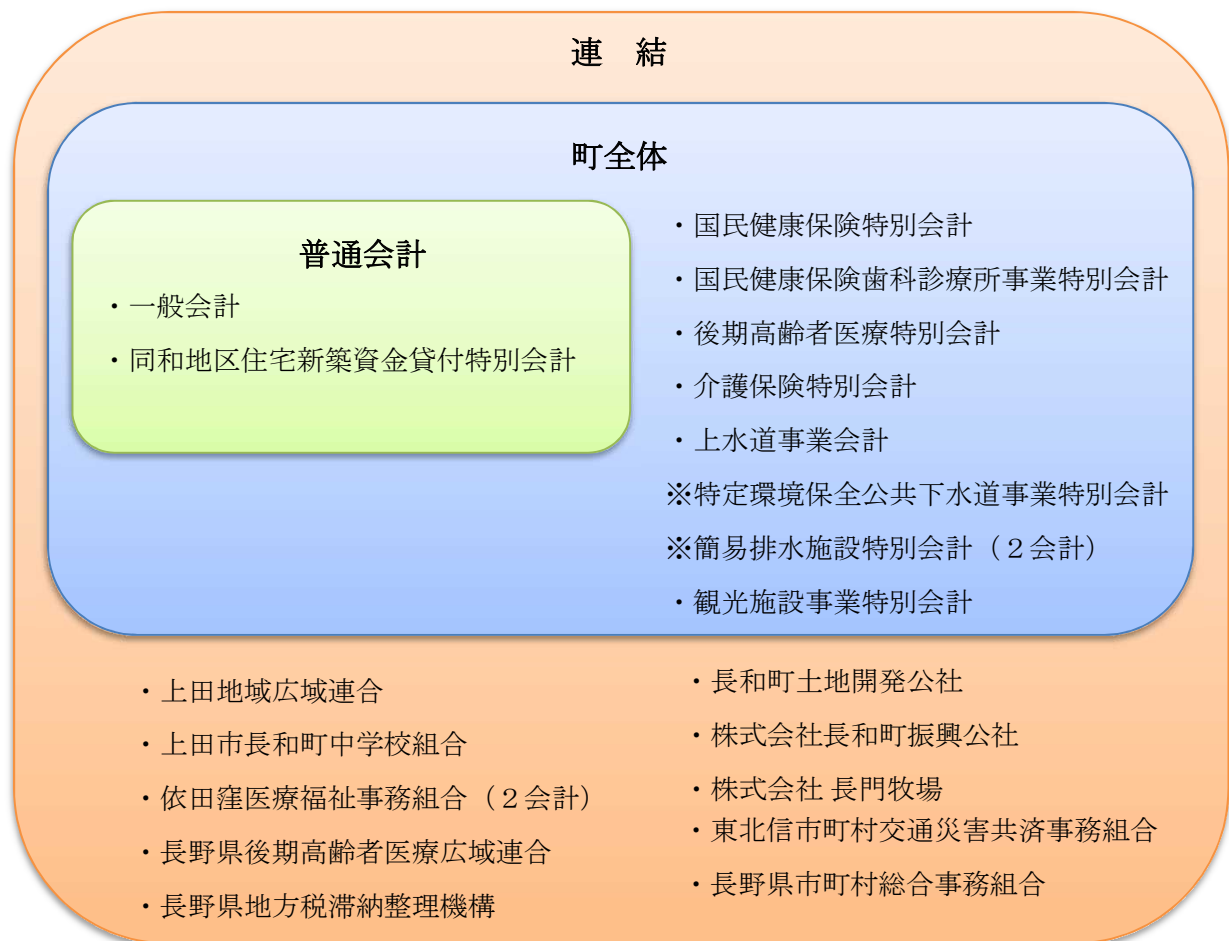 連　結
町全体
普通会計
・一般会計
・同和地区住宅新築資金貸付特別会計
・国民健康保険特別会計
・国民健康保険歯科診療所事業特別会計
・後期高齢者医療特別会計
・介護保険特別会計
・上水道事業会計
※特定環境保全公共下水道事業特別会計
※簡易排水施設特別会計（２会計）
・観光施設事業特別会計
・上田地域広域連合
・上田市長和町中学校組合
・依田窪医療福祉事務組合（２会計）
・長野県後期高齢者医療広域連合
・長野県地方税滞納整理機構
・長和町土地開発公社
・株式会社長和町振興公社
・株式会社 長門牧場
・東北信市町村交通災害共済事務組合
・長野県市町村総合事務組合